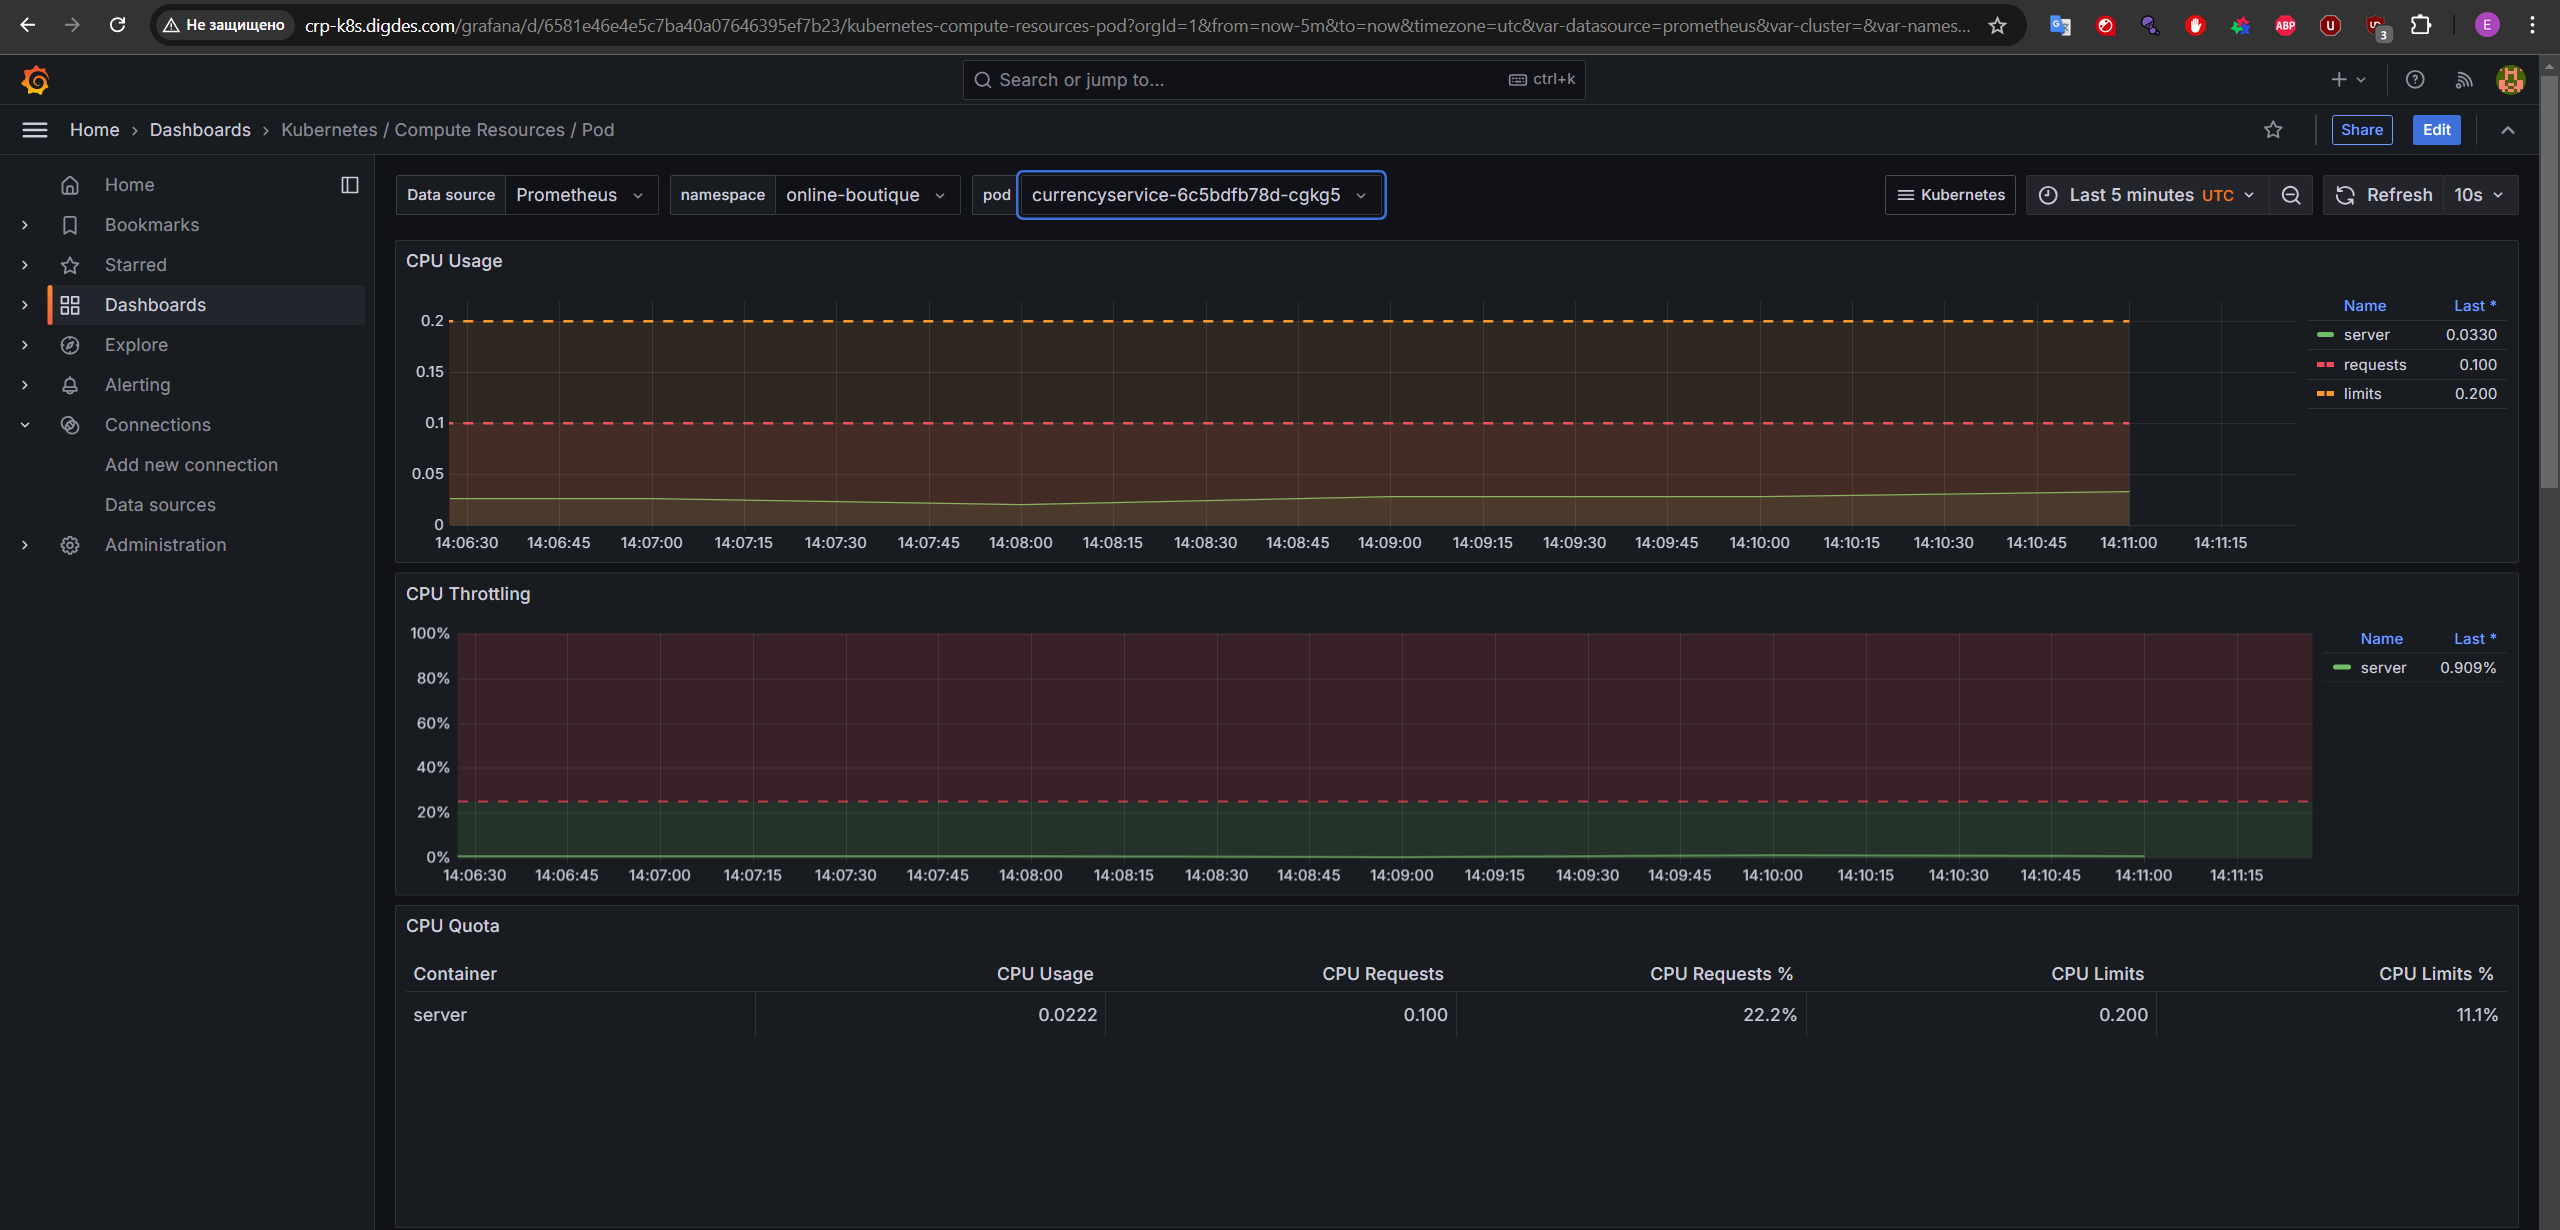 Не защищено crp-k8s.digdes.com/grafana/d/6581e46e4e5c7ba40a07646395ef7b23/kubernetes-compute-resources-pod?orgId=1&from=now-5m&to=now&timezone=utc&var-datasource=prometheus&var-cluster=&var-names...
ABP
3
E
Search or jump to... ctrl+k
Home › Dashboards › Kubernetes / Compute Resources / Pod
Share Edit
Home
Bookmarks
Starred
Dashboards
Explore
Alerting
Connections
Add new connection
Data sources
Administration
Data source Prometheus namespace online-boutique pod currencyservice-6c5bdfb78d-cgkg5
Kubernetes Last 5 minutes UTC Refresh 10s
CPU Usage
0.2
0.15
0.1
0.05
0
14:06:30 14:06:45 14:07:00 14:07:15 14:07:30 14:07:45 14:08:00 14:08:15 14:08:30 14:08:45 14:09:00 14:09:15 14:09:30 14:09:45 14:10:00 14:10:15 14:10:30 14:10:45 14:11:00 14:11:15
Name Last *
server 0.0330
requests 0.100
limits 0.200
CPU Throttling
100%
80%
60%
40%
20%
0%
14:06:30 14:06:45 14:07:00 14:07:15 14:07:30 14:07:45 14:08:00 14:08:15 14:08:30 14:08:45 14:09:00 14:09:15 14:09:30 14:09:45 14:10:00 14:10:15 14:10:30 14:10:45 14:11:00 14:11:15
Name Last *
server 0.909%
CPU Quota
Container CPU Usage CPU Requests CPU Requests % CPU Limits CPU Limits %
server 0.0222 0.100 22.2% 0.200 11.1%